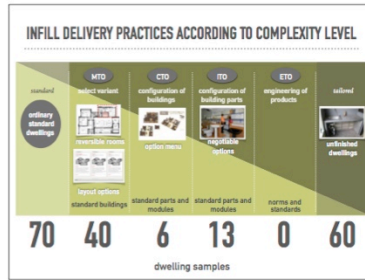 INFILL DELIVERY PRACTICES ACCORDING TO COMPLEXITY LEVEL
standard
MTO
CTO
ITO
ETO
tailored
select variant
configuration of buildings
configuration of building parts
engineering of products
ordinary standard dwellings
reversible rooms
option menu
negotiable options
unfinished dwellings
layout options
standard buildings
standard parts and modules
standard parts and modules
norms and standards
70
40
6
13
0
60
dwelling samples